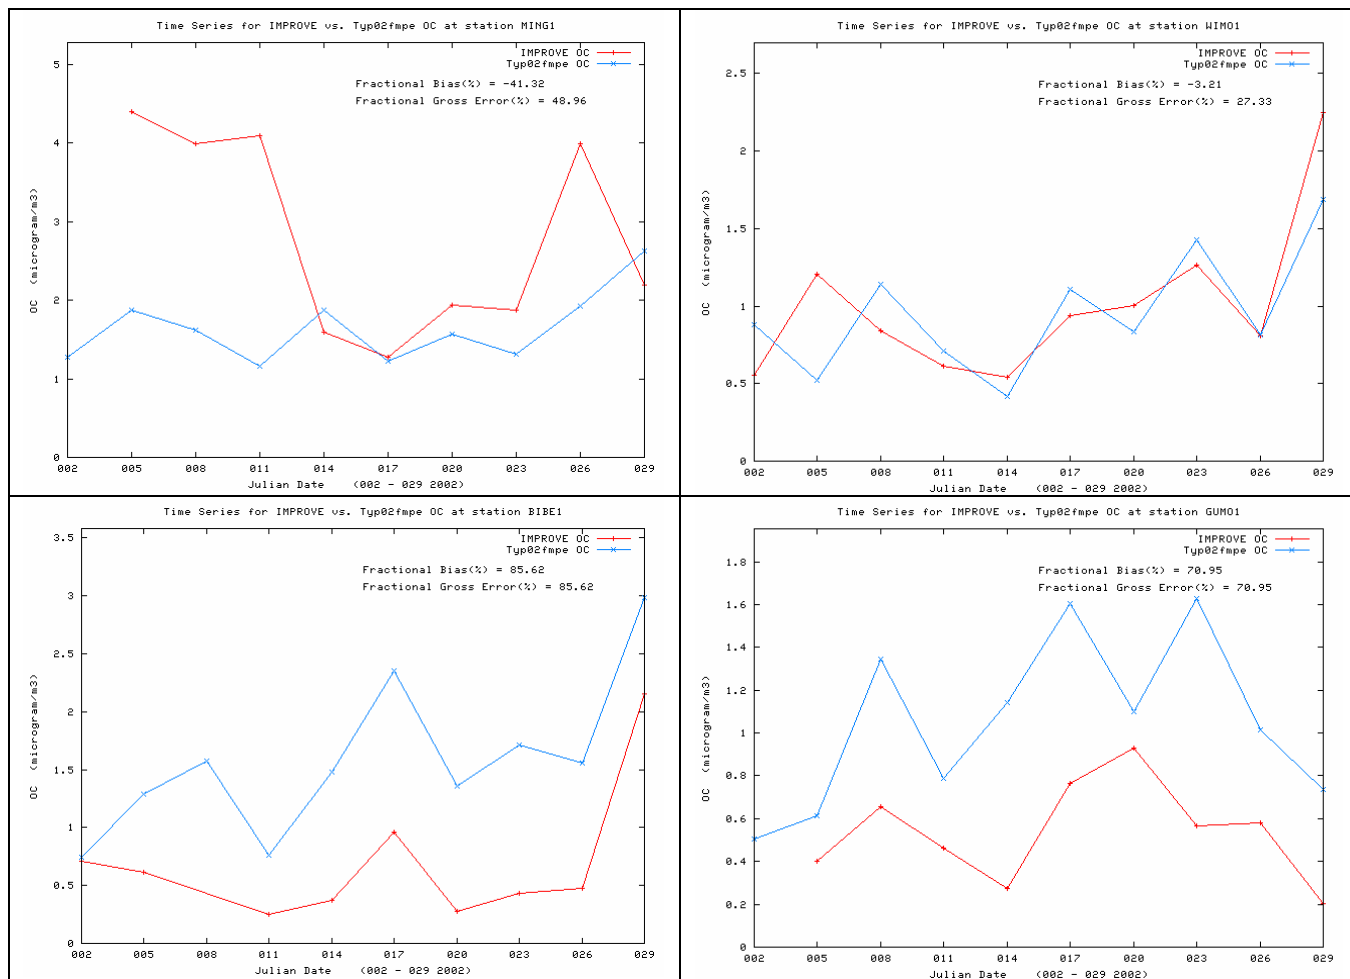 Time Series for IMPROVE vs. Typ02fmpe OC at station MING1
IMPROVE OC
Typ02fmpe OC
Fractional Bias(%) = -41.32
Fractional Gross Error(%) = 48.96
5
4
3
2
1
0
OC (microgram/m3)
002 005 008 011 014 017 020 023 026 029
Julian Date (002 - 029 2002)
Time Series for IMPROVE vs. Typ02fmpe OC at station WIMO1
IMPROVE OC
Typ02fmpe OC
Fractional Bias(%) = -3.21
Fractional Gross Error(%) = 27.33
2.5
2
1.5
1
0.5
0
OC (microgram/m3)
002 005 008 011 014 017 020 023 026 029
Julian Date (002 - 029 2002)
Time Series for IMPROVE vs. Typ02fmpe OC at station BIBE1
IMPROVE OC
Typ02fmpe OC
Fractional Bias(%) = 85.62
Fractional Gross Error(%) = 85.62
3.5
3
2.5
2
1.5
1
0.5
0
OC (microgram/m3)
002 005 008 011 014 017 020 023 026 029
Julian Date (002 - 029 2002)
Time Series for IMPROVE vs. Typ02fmpe OC at station GUMO1
IMPROVE OC
Typ02fmpe OC
Fractional Bias(%) = 70.95
Fractional Gross Error(%) = 70.95
1.8
1.6
1.4
1.2
1
0.8
0.6
0.4
0.2
0
OC (microgram/m3)
002 005 008 011 014 017 020 023 026 029
Julian Date (002 - 029 2002)